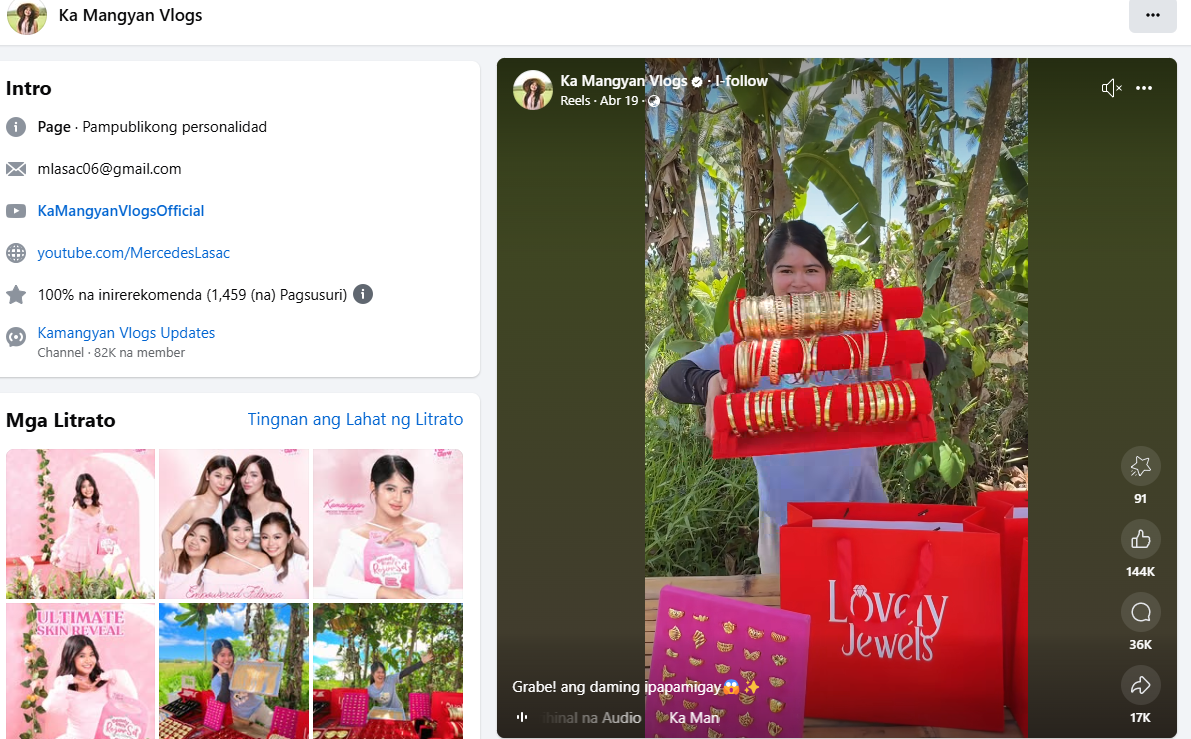 Ka Mangyan Vlogs
Intro
Page · Pampublikong personalidad
mlasac06@gmail.com
KaMangyanVlogsOfficial
youtube.com/MercedesLasac
100% na inirerekomenda (1,459 (na) Pagsusuri)
Kamangyan Vlogs Updates
Channel · 82K na member
Mga Litrato
Tingnan ang Lahat ng Litrato
Kamangyan
Empowered Filipina
ULTIMATE
SKIN REVEAL
Ka Mangyan Vlogs · I-follow
Reels · Abr 19 ·
Lovely
Jewels
91
144K
36K
17K
Grabe! ang daming ipapamigay😱✨
na Audio
Ka Man